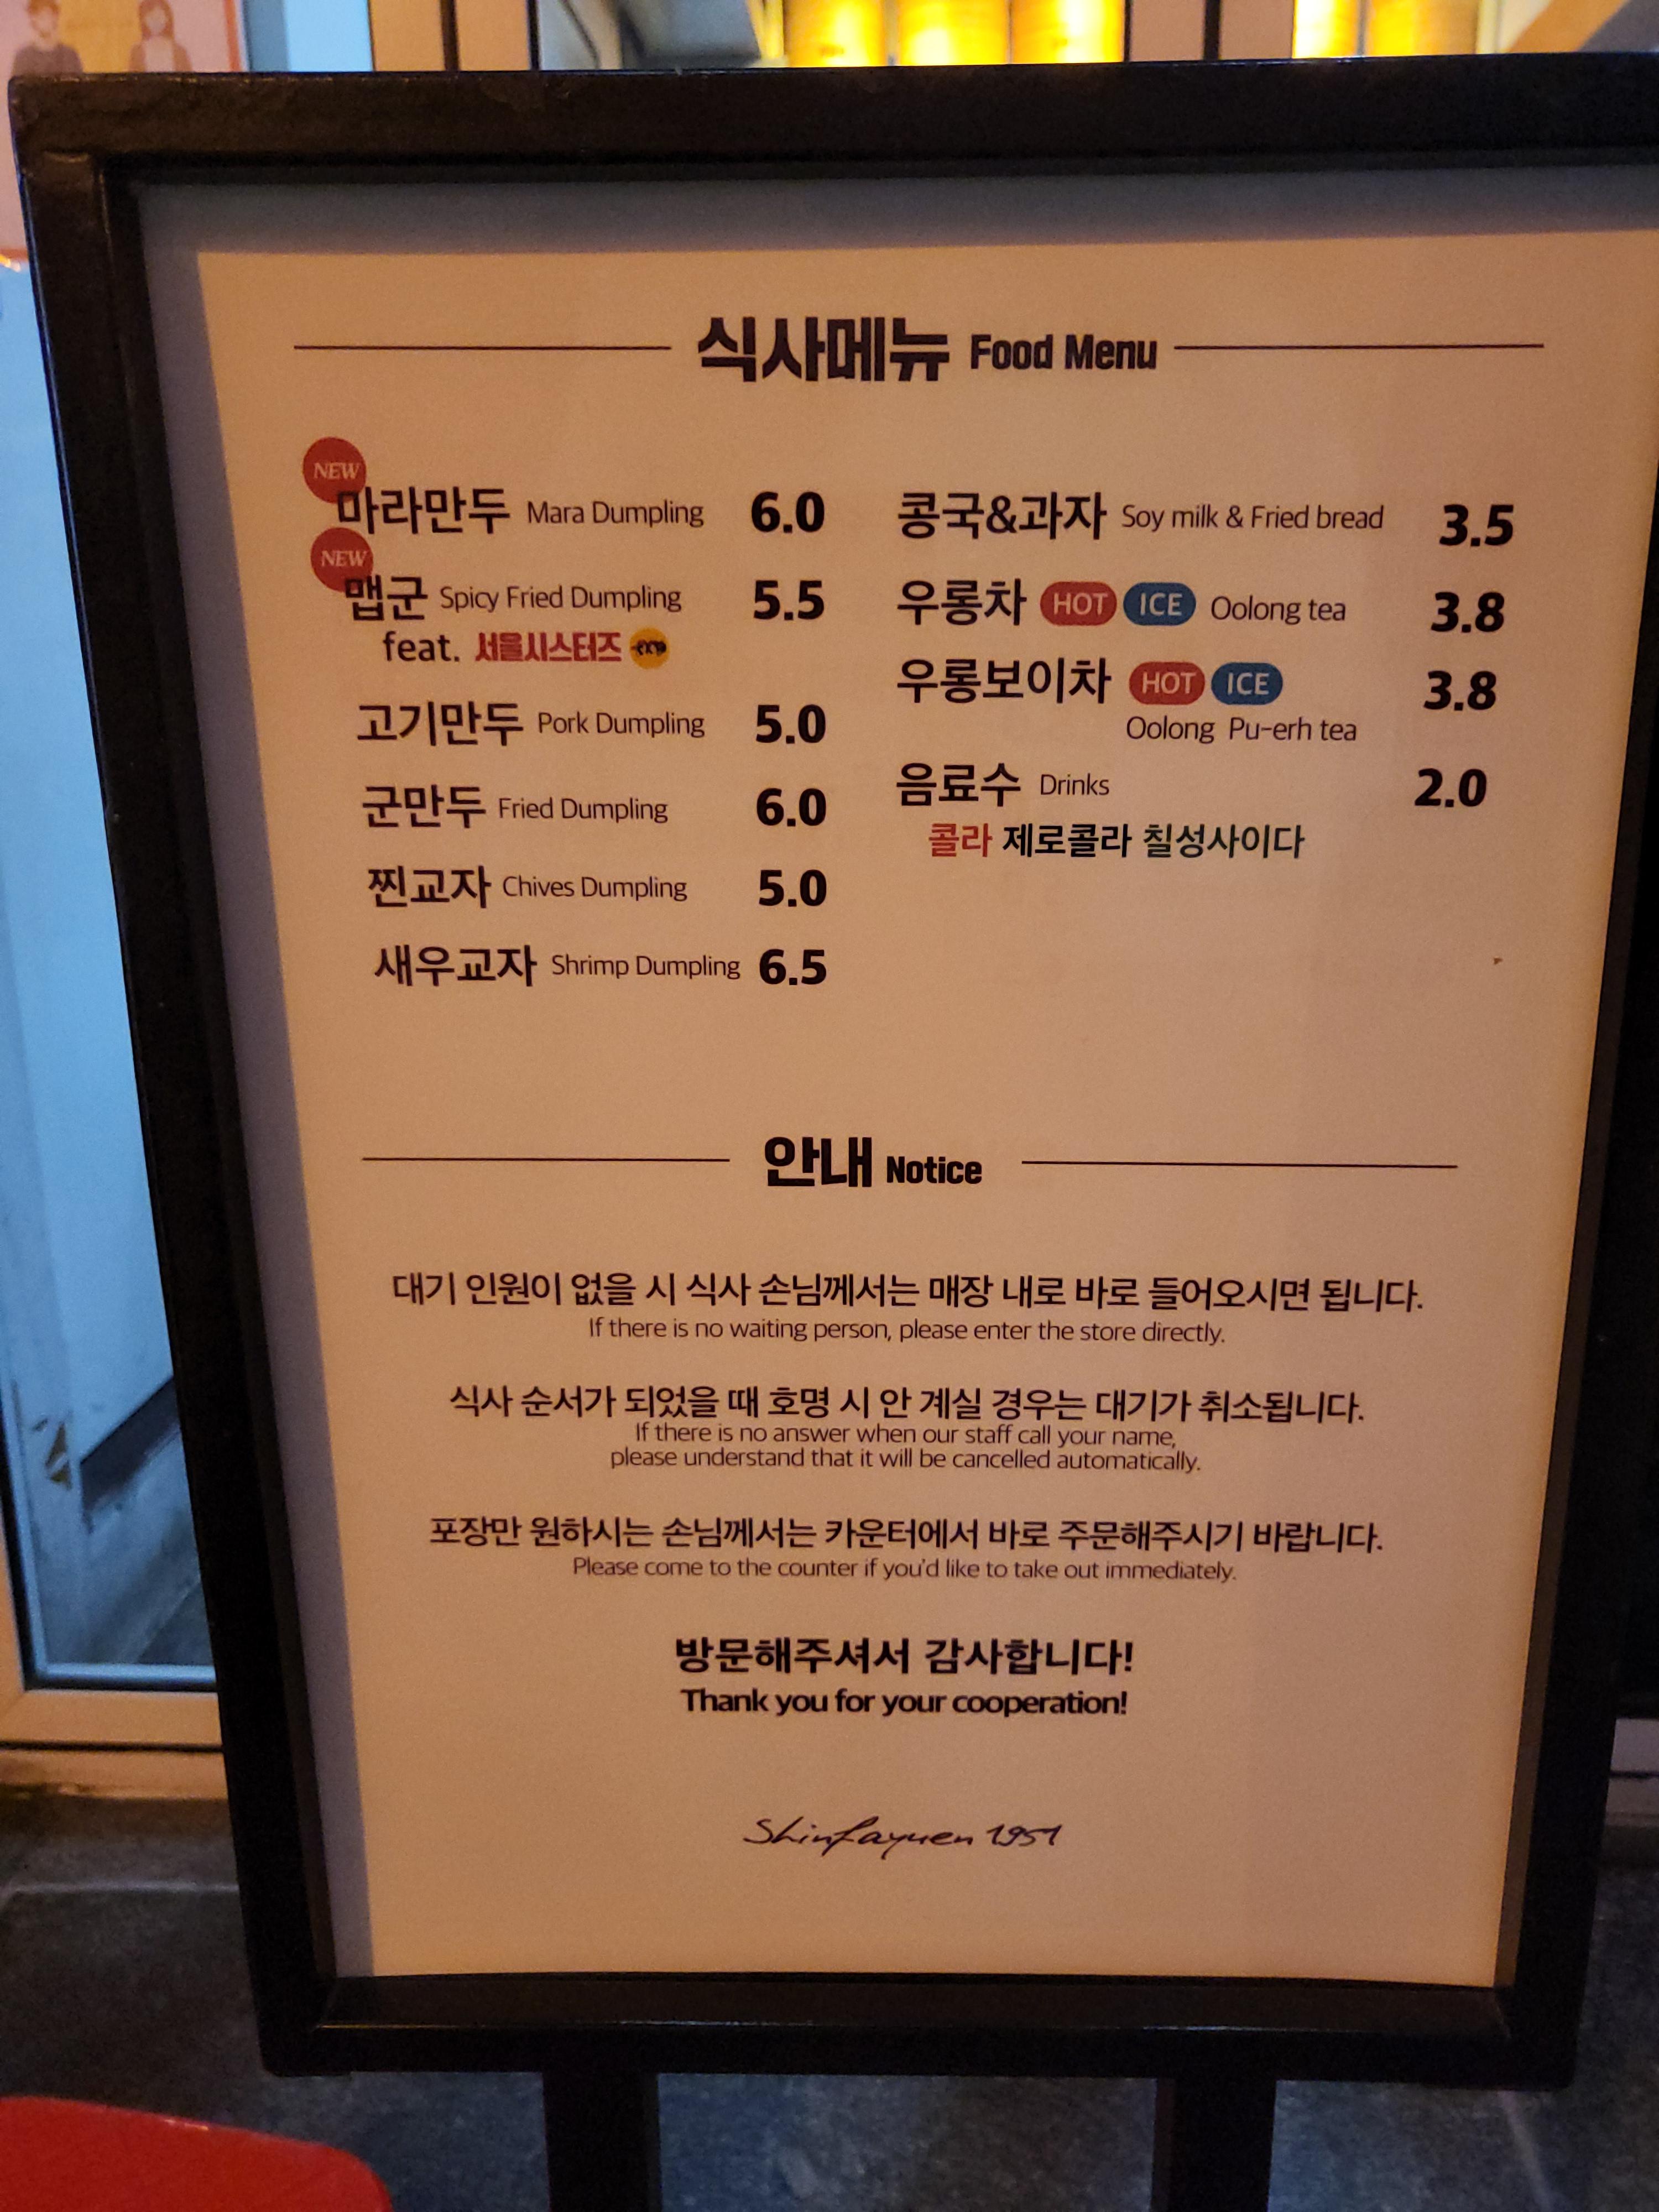 식사메뉴 Food Menu
NEW
마라만두 Mara Dumpling 6.0
NEW
맵군 Spicy Fried Dumpling 5.5
feat. 서울시스터즈
고기만두 Pork Dumpling 5.0
군만두 Fried Dumpling 6.0
찐교자 Chives Dumpling 5.0
새우교자 Shrimp Dumpling 6.5
콩국&과자 Soy milk & Fried bread 3.5
우롱차 HOT ICE Oolong tea 3.8
우롱보이차 HOT ICE 3.8
Oolong Pu-erh tea
음료수 Drinks 2.0
콜라 제로콜라 칠성사이다
안내 Notice
대기 인원이 없을 시 식사 손님께서는 매장 내로 바로 들어오시면 됩니다.
If there is no waiting person, please enter the store directly.
식사 순서가 되었을 때 호명 시 안 계실 경우는 대기가 취소됩니다.
If there is no answer when our staff call your name,
please understand that it will be cancelled automatically.
포장만 원하시는 손님께서는 카운터에서 바로 주문해주시기 바랍니다.
Please come to the counter if you'd like to take out immediately.
방문해주셔서 감사합니다!
Thank you for your cooperation!
Shinfayuen 1951